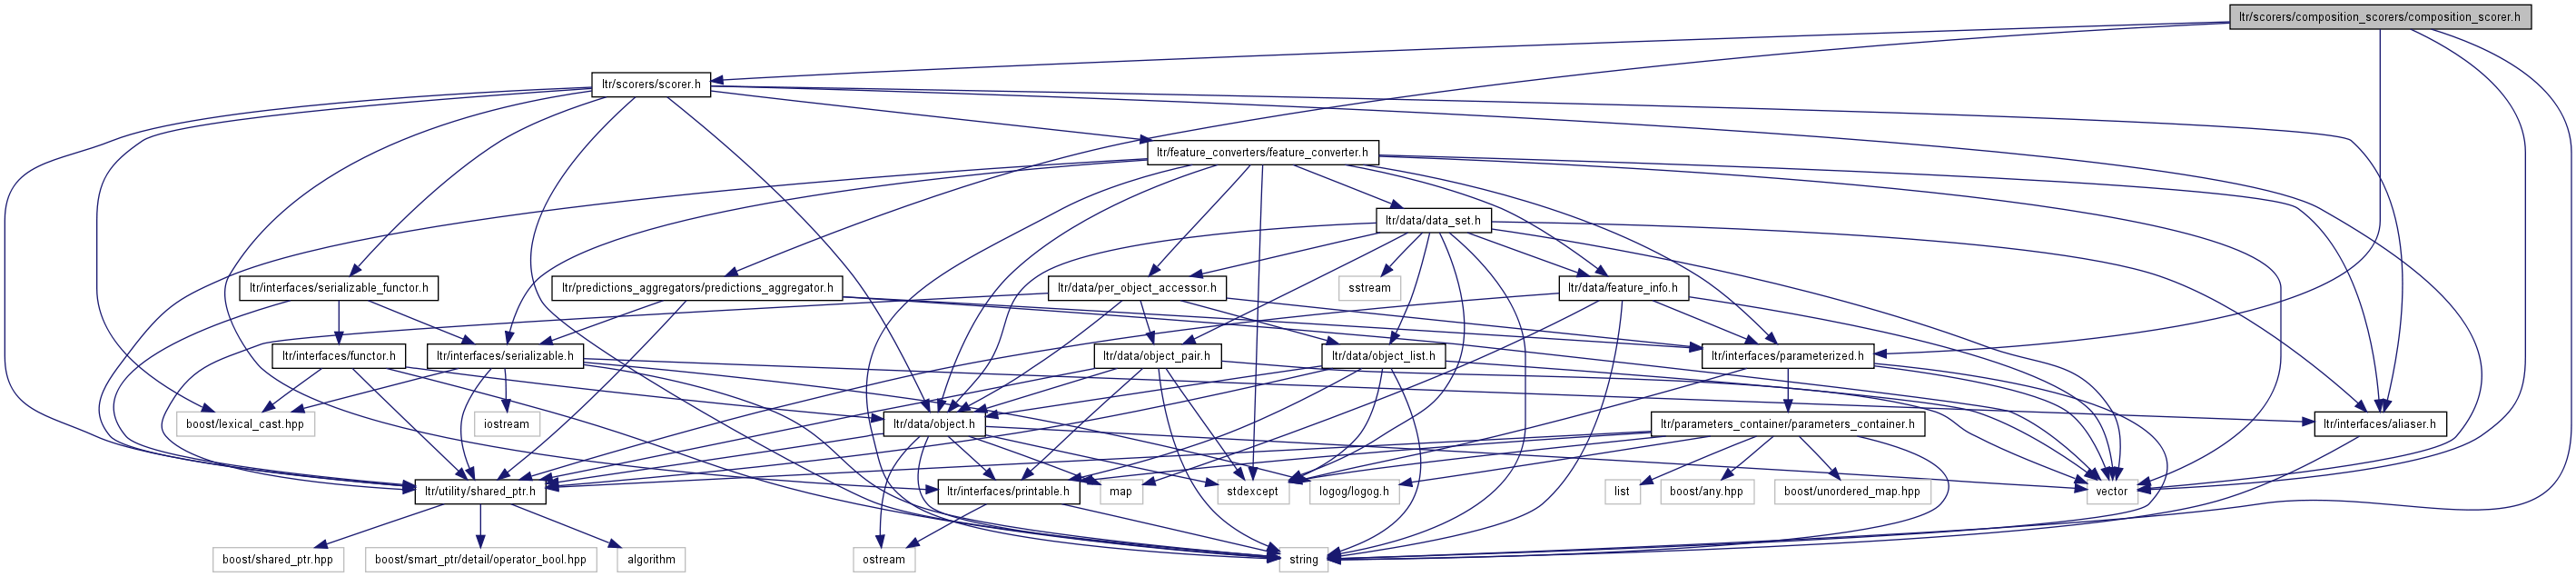 ltr/scorers/composition_scorers/composition_scorer.h
ltr/scorers/scorer.h
ltr/feature_converters/feature_converter.h
ltr/data/data_set.h
ltr/interfaces/serializable_functor.h
ltr/predictions_aggregators/predictions_aggregator.h
ltr/data/per_object_accessor.h
sstream
ltr/data/feature_info.h
ltr/interfaces/functor.h
ltr/interfaces/serializable.h
ltr/data/object_pair.h
ltr/data/object_list.h
ltr/interfaces/parameterized.h
boost/lexical_cast.hpp
iostream
ltr/data/object.h
ltr/parameters_container/parameters_container.h
ltr/interfaces/aliaser.h
ltr/utility/shared_ptr.h
ltr/interfaces/printable.h
map
stdexcept
logog/logog.h
list
boost/any.hpp
boost/unordered_map.hpp
vector
boost/shared_ptr.hpp
boost/smart_ptr/detail/operator_bool.hpp
algorithm
ostream
string